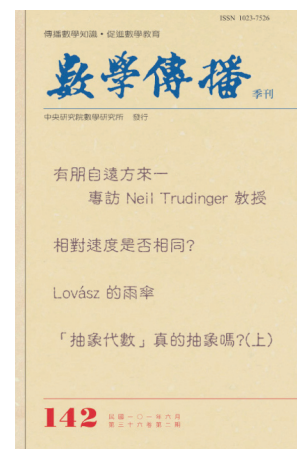 ISSN 1023-7526
傳播數學知識・促進數學教育
數學傳播 季刊
中央研究院數學研究所 發行
有朋自遠方來—
專訪 Neil Trudinger 教授
相對速度是否相同?
Lovász 的雨傘
「抽象代數」真的抽象嗎?(上)
142 民國一〇一年六月
第三十六卷第二期